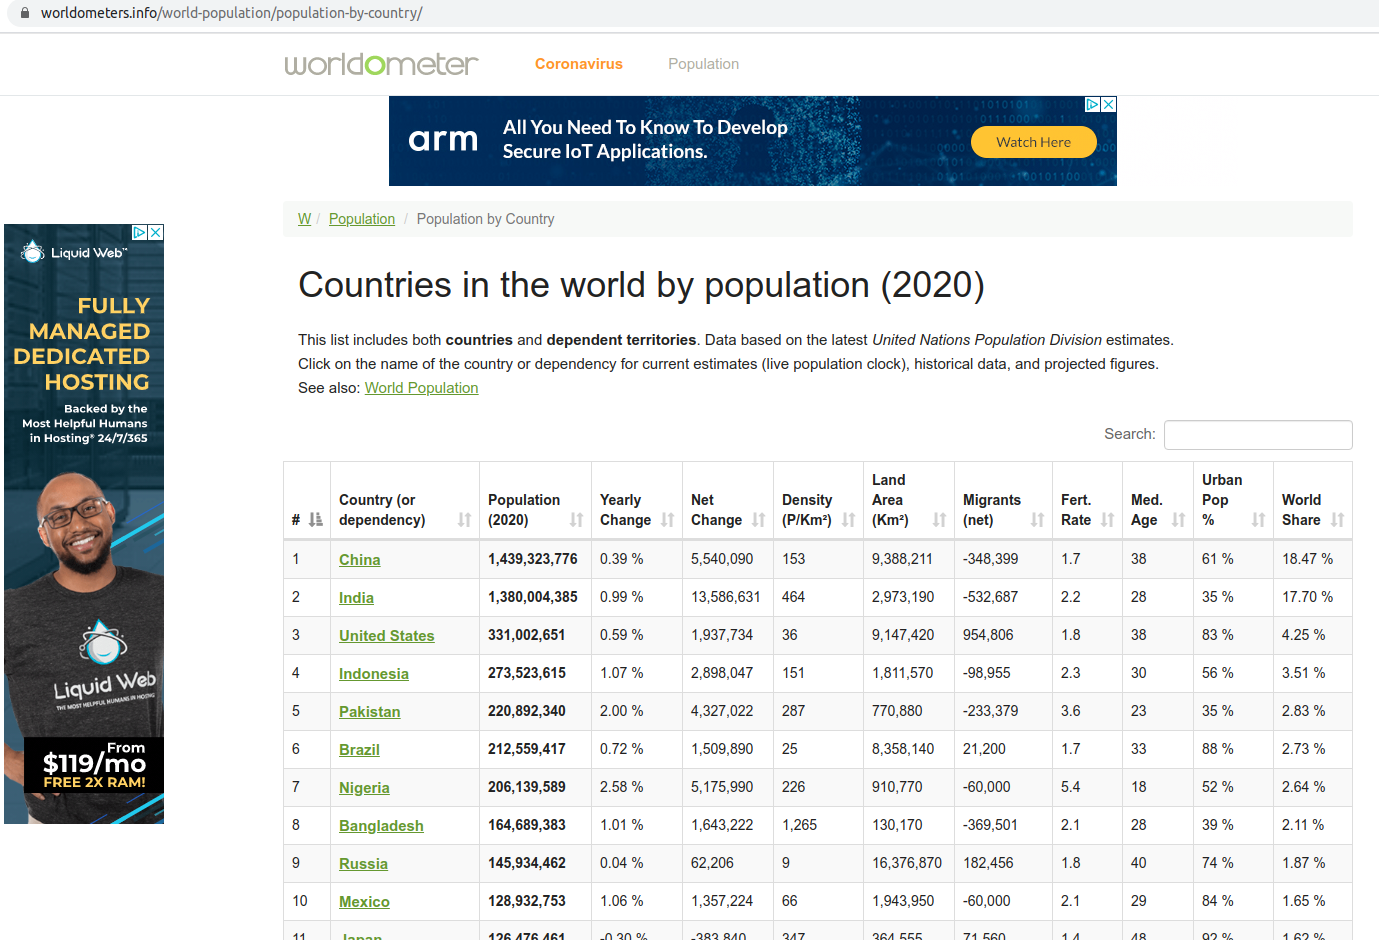 worldometers.info/world-population/population-by-country/
worldometer
Coronavirus
Population
arm
All You Need To Know To Develop
Secure IoT Applications.
Watch Here
W / Population / Population by Country
Liquid Web™
FULLY
MANAGED
DEDICATED
HOSTING
Backed by the
Most Helpful Humans
in Hosting® 24/7/365
Liquid Web
THE MOST HELPFUL HUMANS IN HOSTING
From
$119/mo
FREE 2X RAM!
Countries in the world by population (2020)
This list includes both countries and dependent territories. Data based on the latest United Nations Population Division estimates.
Click on the name of the country or dependency for current estimates (live population clock), historical data, and projected figures.
See also: World Population
Search:
# Country (or dependency) Population (2020) Yearly Change Net Change Density (P/Km²) Land Area (Km²) Migrants (net) Fert. Rate Med. Age Urban Pop % World Share
1 China 1,439,323,776 0.39 % 5,540,090 153 9,388,211 -348,399 1.7 38 61 % 18.47 %
2 India 1,380,004,385 0.99 % 13,586,631 464 2,973,190 -532,687 2.2 28 35 % 17.70 %
3 United States 331,002,651 0.59 % 1,937,734 36 9,147,420 954,806 1.8 38 83 % 4.25 %
4 Indonesia 273,523,615 1.07 % 2,898,047 151 1,811,570 -98,955 2.3 30 56 % 3.51 %
5 Pakistan 220,892,340 2.00 % 4,327,022 287 770,880 -233,379 3.6 23 35 % 2.83 %
6 Brazil 212,559,417 0.72 % 1,509,890 25 8,358,140 21,200 1.7 33 88 % 2.73 %
7 Nigeria 206,139,589 2.58 % 5,175,990 226 910,770 -60,000 5.4 18 52 % 2.64 %
8 Bangladesh 164,689,383 1.01 % 1,643,222 1,265 130,170 -369,501 2.1 28 39 % 2.11 %
9 Russia 145,934,462 0.04 % 62,206 9 16,376,870 182,456 1.8 40 74 % 1.87 %
10 Mexico 128,932,753 1.06 % 1,357,224 66 1,943,950 -60,000 2.1 29 84 % 1.65 %
11 Japan 126,476,461 -0.30 % -383,840 347 364,555 71,560 1.4 48 92 % 1.62 %